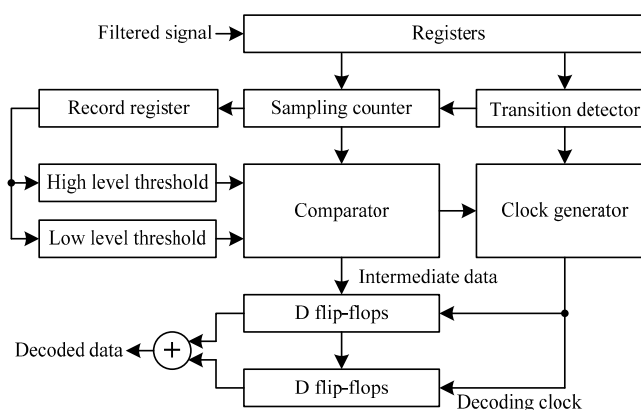 Filtered signal
Registers
Record register
Sampling counter
Transition detector
High level threshold
Low level threshold
Comparator
Clock generator
Intermediate data
D flip-flops
Decoded data
+
D flip-flops
Decoding clock